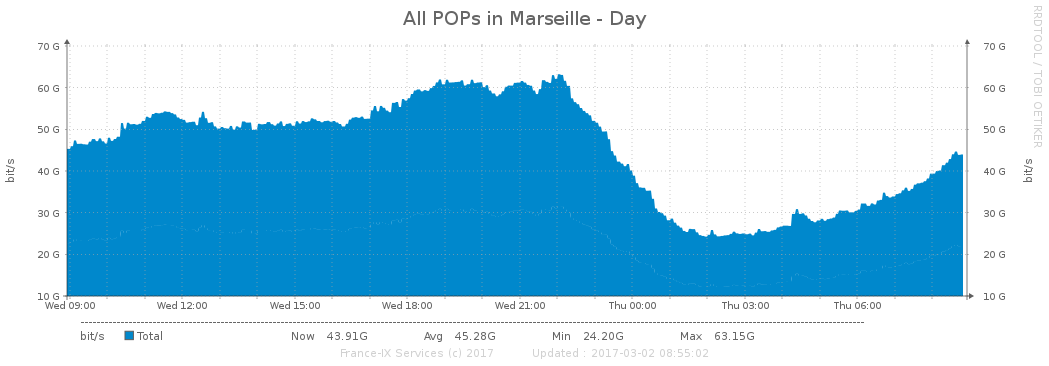 All POPs in Marseille - Day
RRDTOOL / TOBI OETIKER
70 G 70 G
60 G 60 G
50 G 50 G
40 G 40 G
30 G 30 G
20 G 20 G
10 G 10 G
bit/s
bit/s
Wed 09:00 Wed 12:00 Wed 15:00 Wed 18:00 Wed 21:00 Thu 00:00 Thu 03:00 Thu 06:00
bit/s Total Now 43.91G Avg 45.28G Min 24.20G Max 63.15G
France-IX Services (c) 2017 Updated : 2017-03-02 08:55:02